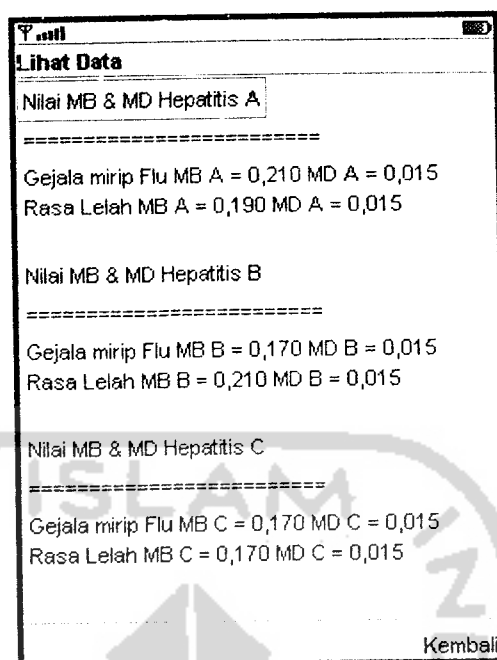 Lihat Data
Nilai MB & MD Hepatitis A
=========================
Gejala mirip Flu MB A = 0,210 MD A = 0,015
Rasa Lelah MB A = 0,190 MD A = 0,015
Nilai MB & MD Hepatitis B
=========================
Gejala mirip Flu MB B = 0,170 MD B = 0,015
Rasa Lelah MB B = 0,210 MD B = 0,015
Nilai MB & MD Hepatitis C
=========================
Gejala mirip Flu MB C = 0,170 MD C = 0,015
Rasa Lelah MB C = 0,170 MD C = 0,015
ISLAM
Kembali